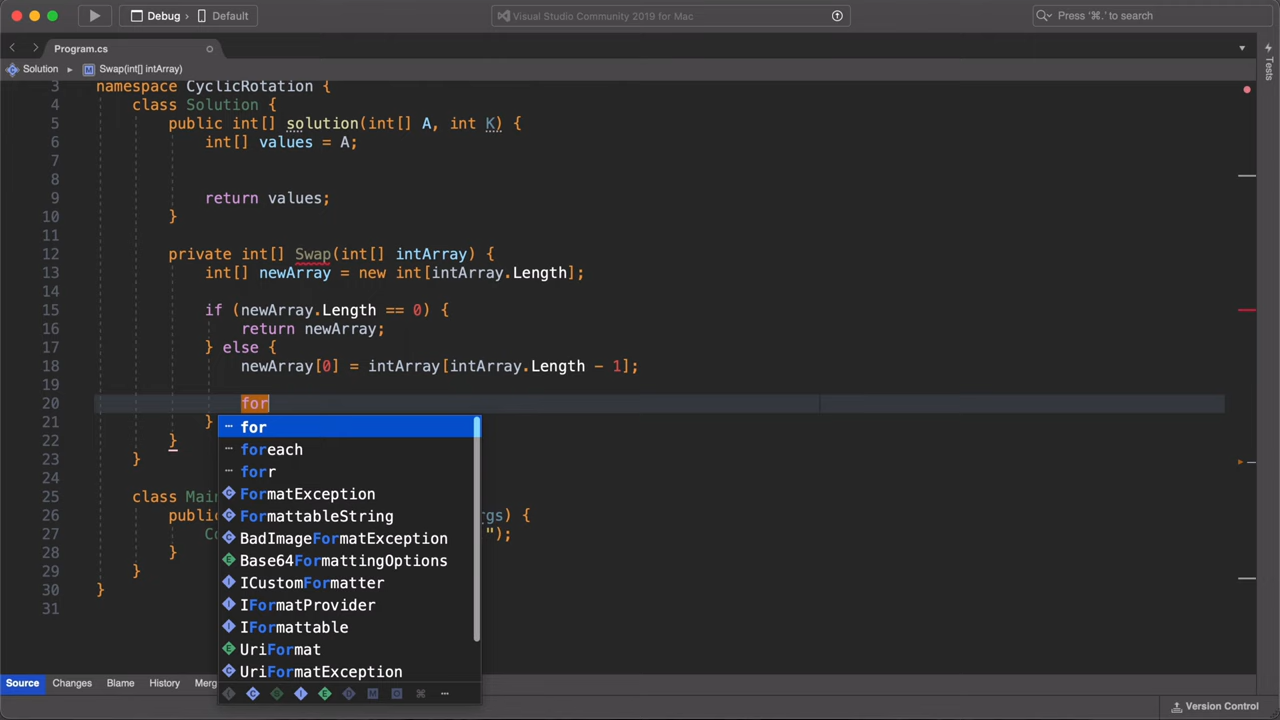 Debug › Default
Visual Studio Community 2019 for Mac
Press '⌘.' to search
Program.cs
Solution ▸ Swap(int[] intArray)
Tests
3 namespace CyclicRotation {
4 class Solution {
5 public int[] solution(int[] A, int K) {
6 int[] values = A;
7
8
9 return values;
10 }
11
12 private int[] Swap(int[] intArray) {
13 int[] newArray = new int[intArray.Length];
14
15 if (newArray.Length == 0) {
16 return newArray;
17 } else {
18 newArray[0] = intArray[intArray.Length - 1];
19
20 for
21 }
22 }
23 }
24
25 class Main
26 public gs) {
27 Co ");
28 }
29 }
30 }
31
for
foreach
forr
FormatException
FormattableString
BadImageFormatException
Base64FormattingOptions
ICustomFormatter
IFormatProvider
IFormattable
UriFormat
UriFormatException
Source Changes Blame History Merg
Version Control